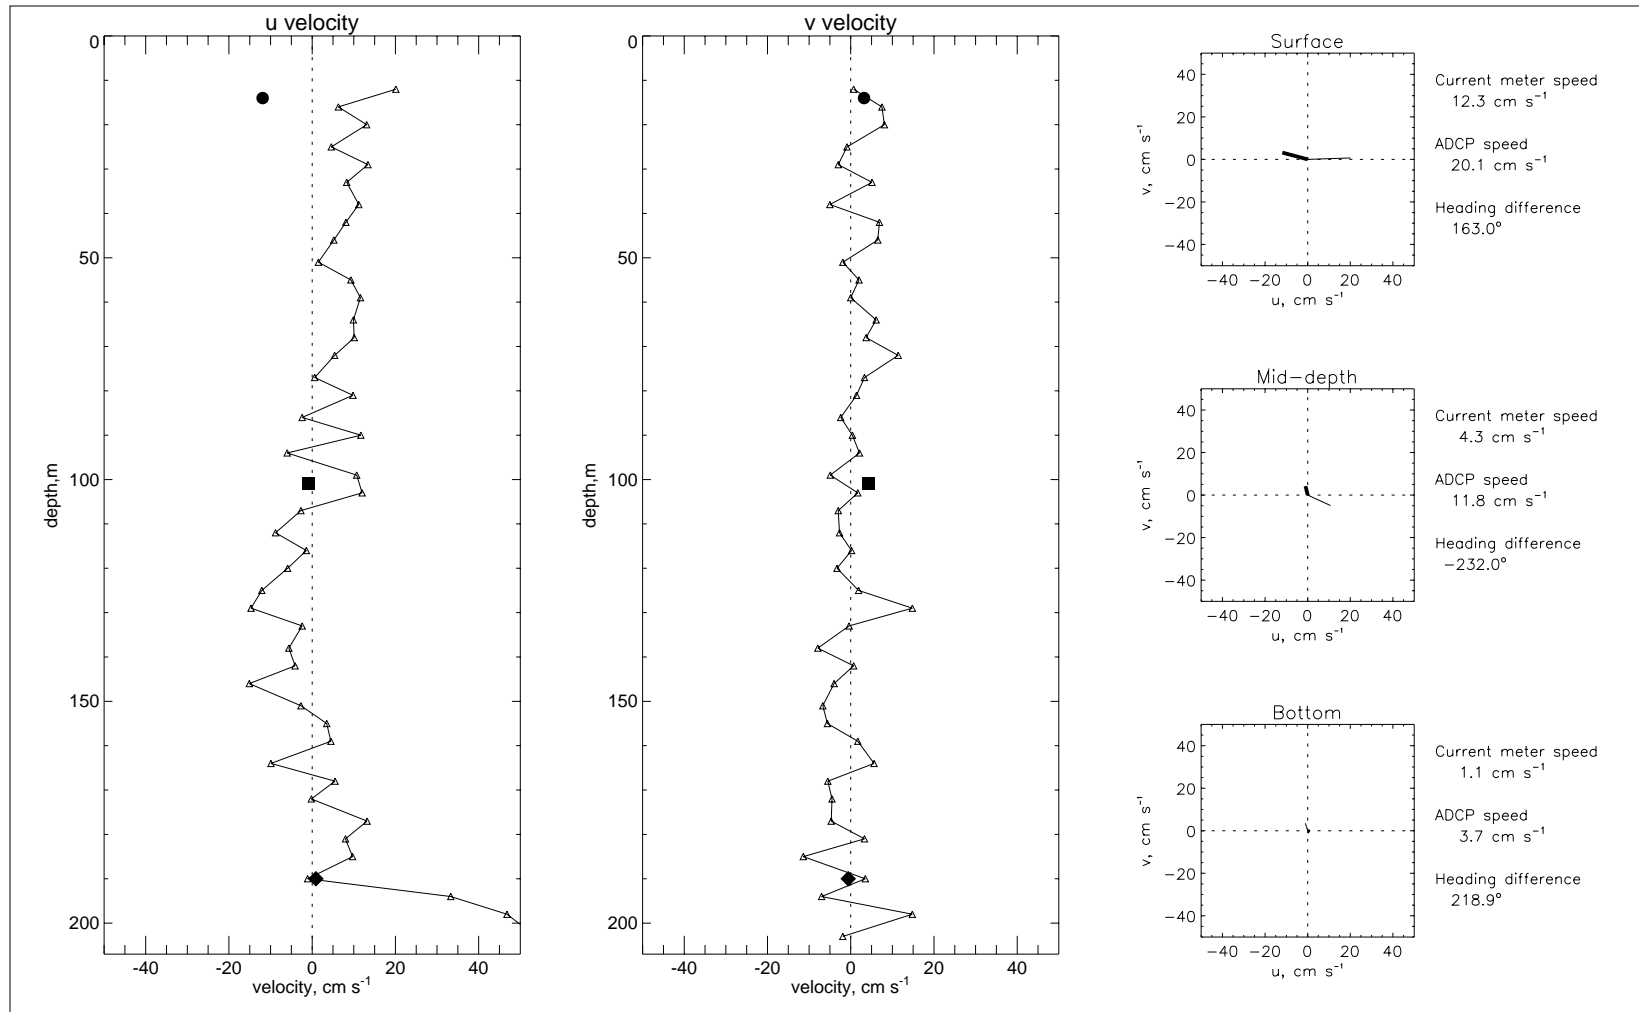 u velocity
0
50
100
150
200
depth,m
-40 -20 0 20 40
velocity, cm s⁻¹
v velocity
0
50
100
150
200
depth,m
-40 -20 0 20 40
velocity, cm s⁻¹
Surface
40
20
0
−20
−40
v, cm s⁻¹
−40 −20 0 20 40
u, cm s⁻¹
Current meter speed
12.3 cm s⁻¹
ADCP speed
20.1 cm s⁻¹
Heading difference
163.0°
Mid−depth
40
20
0
−20
−40
v, cm s⁻¹
−40 −20 0 20 40
u, cm s⁻¹
Current meter speed
4.3 cm s⁻¹
ADCP speed
11.8 cm s⁻¹
Heading difference
−232.0°
Bottom
40
20
0
−20
−40
v, cm s⁻¹
−40 −20 0 20 40
u, cm s⁻¹
Current meter speed
1.1 cm s⁻¹
ADCP speed
3.7 cm s⁻¹
Heading difference
218.9°